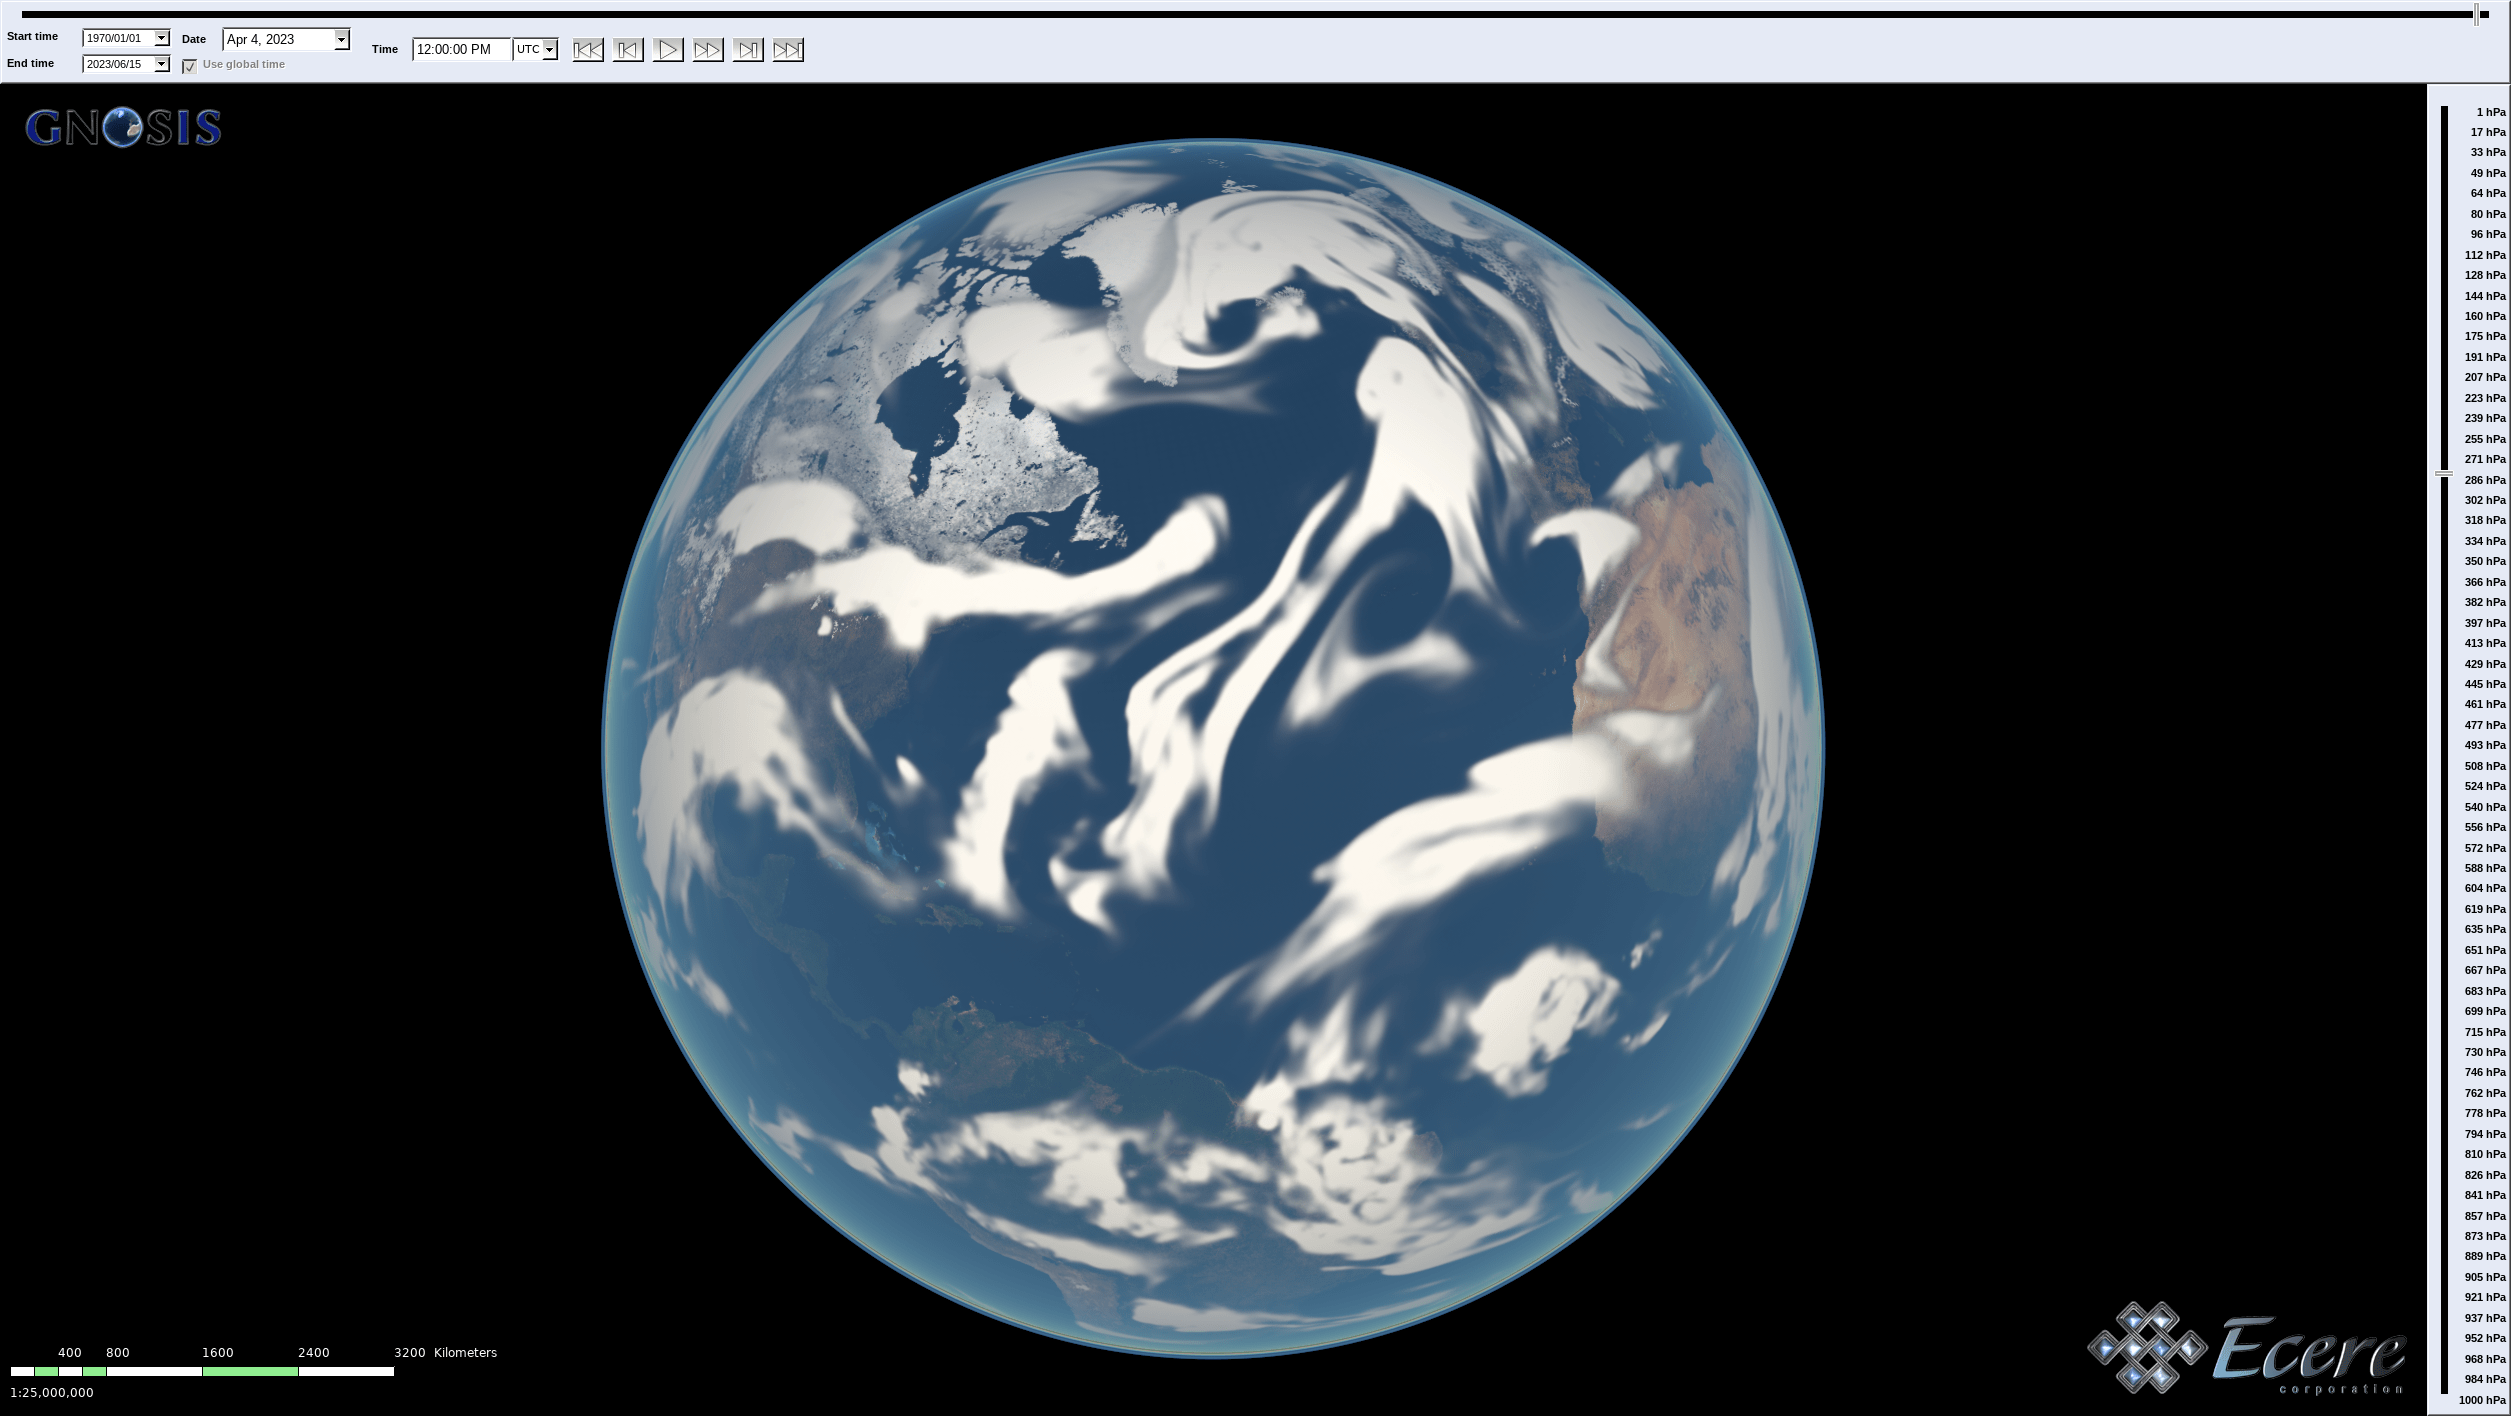 Start time 1970/01/01 Date Apr 4, 2023 Time 12:00:00 PM UTC
End time 2023/06/15 Use global time
GNOSIS
1 hPa
17 hPa
33 hPa
49 hPa
64 hPa
80 hPa
96 hPa
112 hPa
128 hPa
144 hPa
160 hPa
175 hPa
191 hPa
207 hPa
223 hPa
239 hPa
255 hPa
271 hPa
286 hPa
302 hPa
318 hPa
334 hPa
350 hPa
366 hPa
382 hPa
397 hPa
413 hPa
429 hPa
445 hPa
461 hPa
477 hPa
493 hPa
508 hPa
524 hPa
540 hPa
556 hPa
572 hPa
588 hPa
604 hPa
619 hPa
635 hPa
651 hPa
667 hPa
683 hPa
699 hPa
715 hPa
730 hPa
746 hPa
762 hPa
778 hPa
794 hPa
810 hPa
826 hPa
841 hPa
857 hPa
873 hPa
889 hPa
905 hPa
921 hPa
937 hPa
952 hPa
968 hPa
984 hPa
1000 hPa
400 800 1600 2400 3200 Kilometers
1:25,000,000
Ecere
corporation